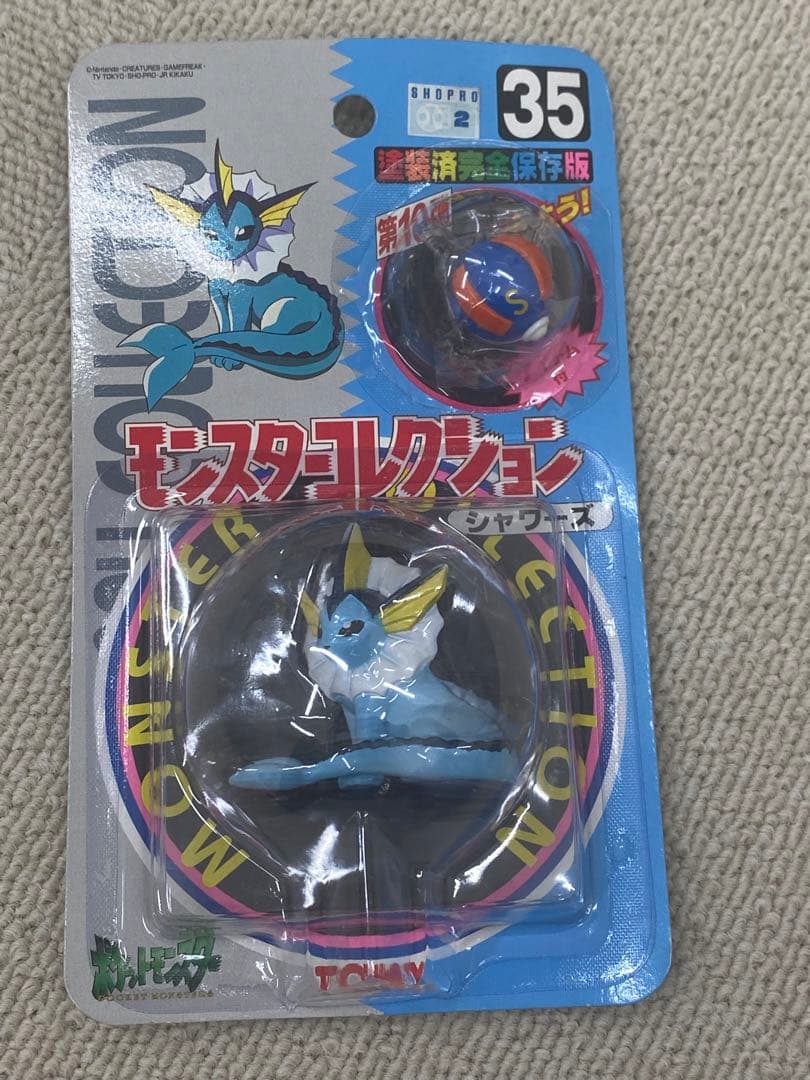 ©Nintendo・CREATURES・GAMEFREAK・
TV TOKYO・SHO-PRO・JR KIKAKU
SHOPRO
2
35
塗装済完全保存版
第10弾
う!
S
付
モンスターコレクション
シャワーズ
MONSTER COLLECTION
ポケットモンスター
POCKET MONSTERS
TOMY